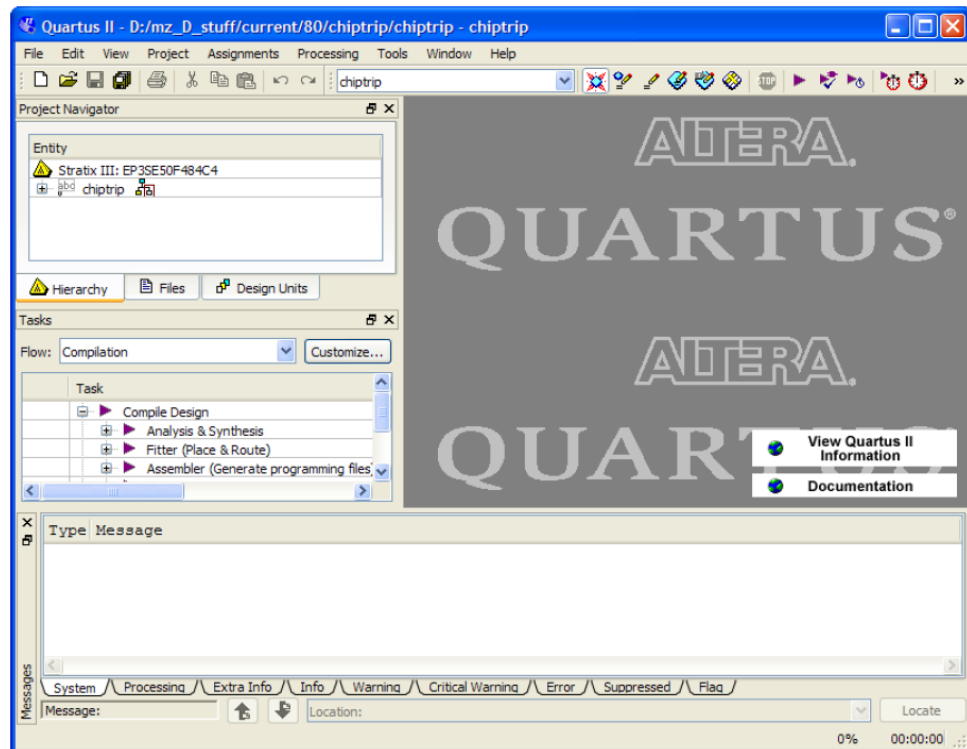 Quartus II - D:/mz_D_stuff/current/80/chiptrip/chiptrip - chiptrip
File Edit View Project Assignments Processing Tools Window Help
chiptrip
STOP
»
Project Navigator
Entity
Stratix III: EP3SE50F484C4
abd chiptrip
Hierarchy Files Design Units
Tasks
Flow: Compilation Customize...
Task
Compile Design
Analysis & Synthesis
Fitter (Place & Route)
Assembler (Generate programming files)
ALTERA.
QUARTUS®
ALTERA.
QUARTUS
View Quartus II
Information
Documentation
Type Message
Messages
System Processing Extra Info Info Warning Critical Warning Error Suppressed Flag
Message: Location: Locate
0% 00:00:00